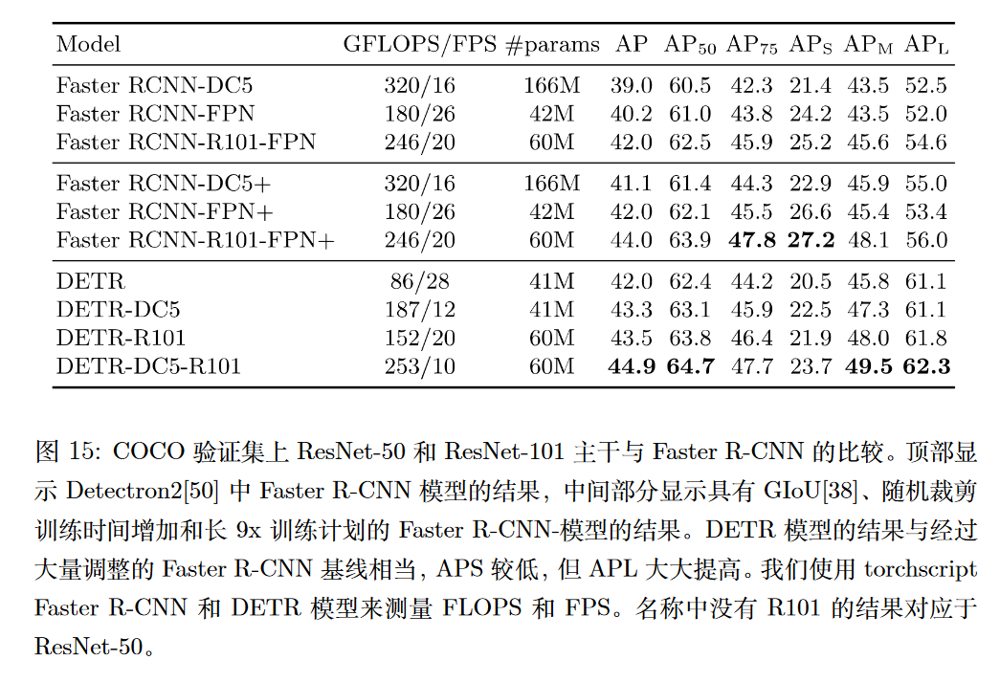 Model GFLOPS/FPS #params AP AP50 AP75 APS APM APL
Faster RCNN-DC5 320/16 166M 39.0 60.5 42.3 21.4 43.5 52.5
Faster RCNN-FPN 180/26 42M 40.2 61.0 43.8 24.2 43.5 52.0
Faster RCNN-R101-FPN 246/20 60M 42.0 62.5 45.9 25.2 45.6 54.6
Faster RCNN-DC5+ 320/16 166M 41.1 61.4 44.3 22.9 45.9 55.0
Faster RCNN-FPN+ 180/26 42M 42.0 62.1 45.5 26.6 45.4 53.4
Faster RCNN-R101-FPN+ 246/20 60M 44.0 63.9 47.8 27.2 48.1 56.0
DETR 86/28 41M 42.0 62.4 44.2 20.5 45.8 61.1
DETR-DC5 187/12 41M 43.3 63.1 45.9 22.5 47.3 61.1
DETR-R101 152/20 60M 43.5 63.8 46.4 21.9 48.0 61.8
DETR-DC5-R101 253/10 60M 44.9 64.7 47.7 23.7 49.5 62.3
图 15: COCO 验证集上 ResNet-50 和 ResNet-101 主干与 Faster R-CNN 的比较。顶部显
示 Detectron2[50] 中 Faster R-CNN 模型的结果，中间部分显示具有 GIoU[38]、随机裁剪
训练时间增加和长 9x 训练计划的 Faster R-CNN-模型的结果。DETR 模型的结果与经过
大量调整的 Faster R-CNN 基线相当，APS 较低，但 APL 大大提高。我们使用 torchscript
Faster R-CNN 和 DETR 模型来测量 FLOPS 和 FPS。名称中没有 R101 的结果对应于
ResNet-50。